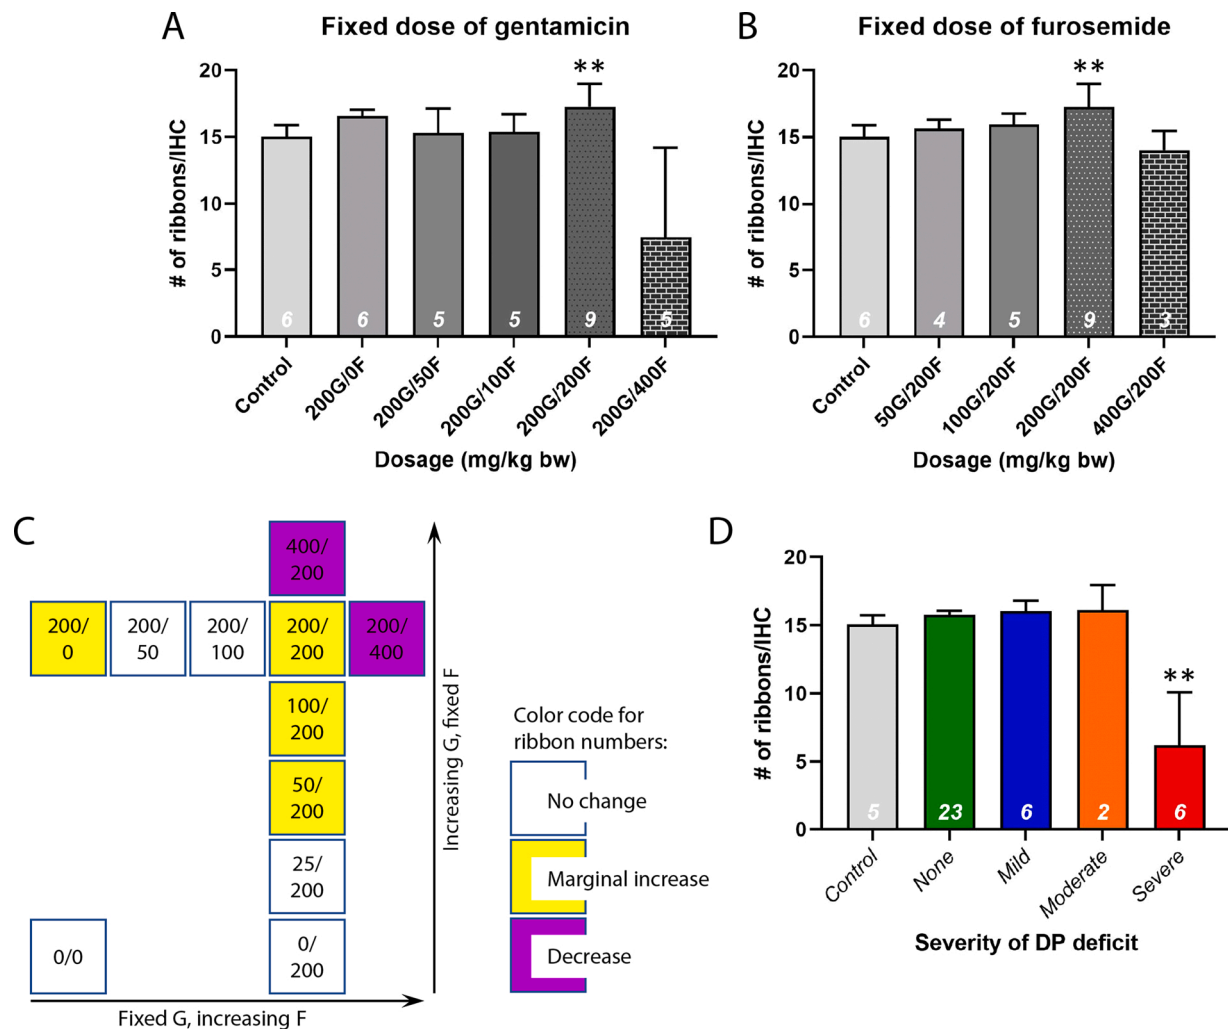 A
Fixed dose of gentamicin
# of ribbons/IHC
20
15
10
5
0
**
6
6
5
5
9
5
Control
200G/0F
200G/50F
200G/100F
200G/200F
200G/400F
Dosage (mg/kg bw)
B
Fixed dose of furosemide
# of ribbons/IHC
20
15
10
5
0
**
6
4
5
9
3
Control
50G/200F
100G/200F
200G/200F
400G/200F
Dosage (mg/kg bw)
C
400/
200
200/
0
200/
50
200/
100
200/
200
200/
400
100/
200
50/
200
25/
200
0/0
0/
200
Fixed G, increasing F
Increasing G, fixed F
Color code for
ribbon numbers:
No change
Marginal increase
Decrease
D
# of ribbons/IHC
20
15
10
5
0
**
5
23
6
2
6
Control
None
Mild
Moderate
Severe
Severity of DP deficit